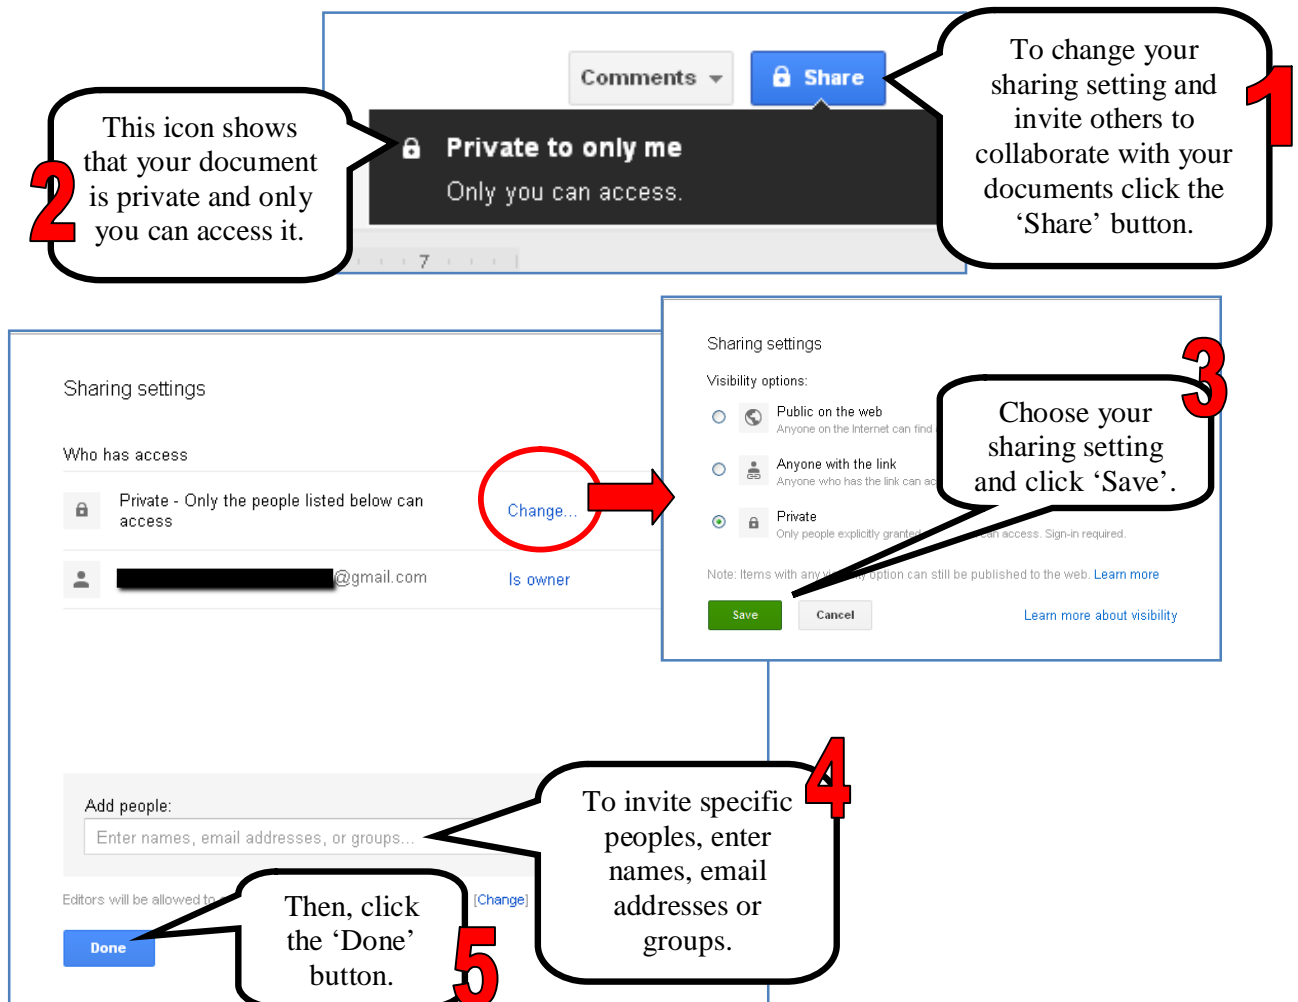 Comments
Share
To change your
sharing setting and
invite others to
collaborate with your
documents click the
‘Share’ button.
1
This icon shows
that your document
is private and only
you can access it.
2
Private to only me
Only you can access.
7
Sharing settings
Who has access
Private - Only the people listed below can
access
Change...
@gmail.com
Is owner
Sharing settings
Visibility options:
Public on the web
Anyone on the Internet can find
Anyone with the link
Anyone who has the link can
Private
Only people explicitly granted can access. Sign-in required.
Note: Items with any option can still be published to the web. Learn more
Save
Cancel
Learn more about visibility
3
Choose your
sharing setting
and click ‘Save’.
Add people:
Enter names, email addresses, or groups...
4
To invite specific
peoples, enter
names, email
addresses or
groups.
Editors will be allowed to [Change]
Done
Then, click
the ‘Done’
button.
5